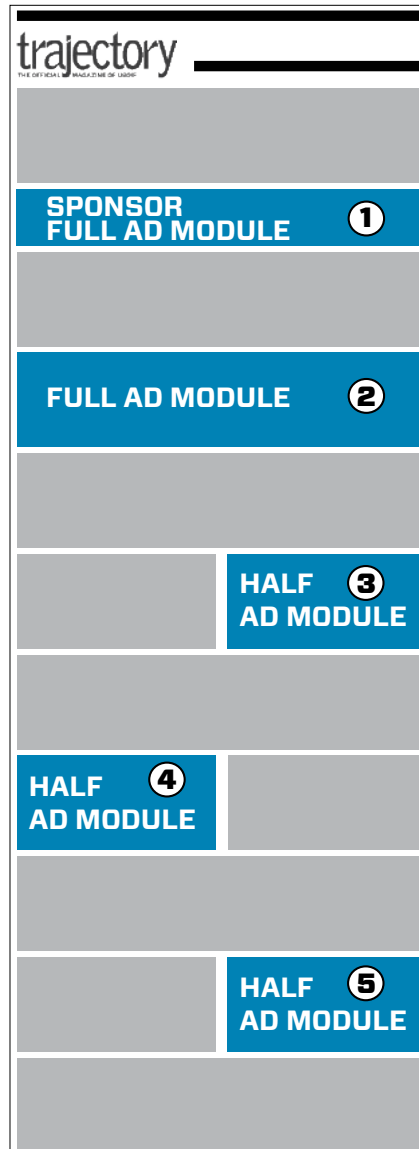 trajectory
THE OFFICIAL MAGAZINE OF USGIF
SPONSOR
FULL AD MODULE 1
FULL AD MODULE 2
HALF 3
AD MODULE
HALF 4
AD MODULE
HALF 5
AD MODULE